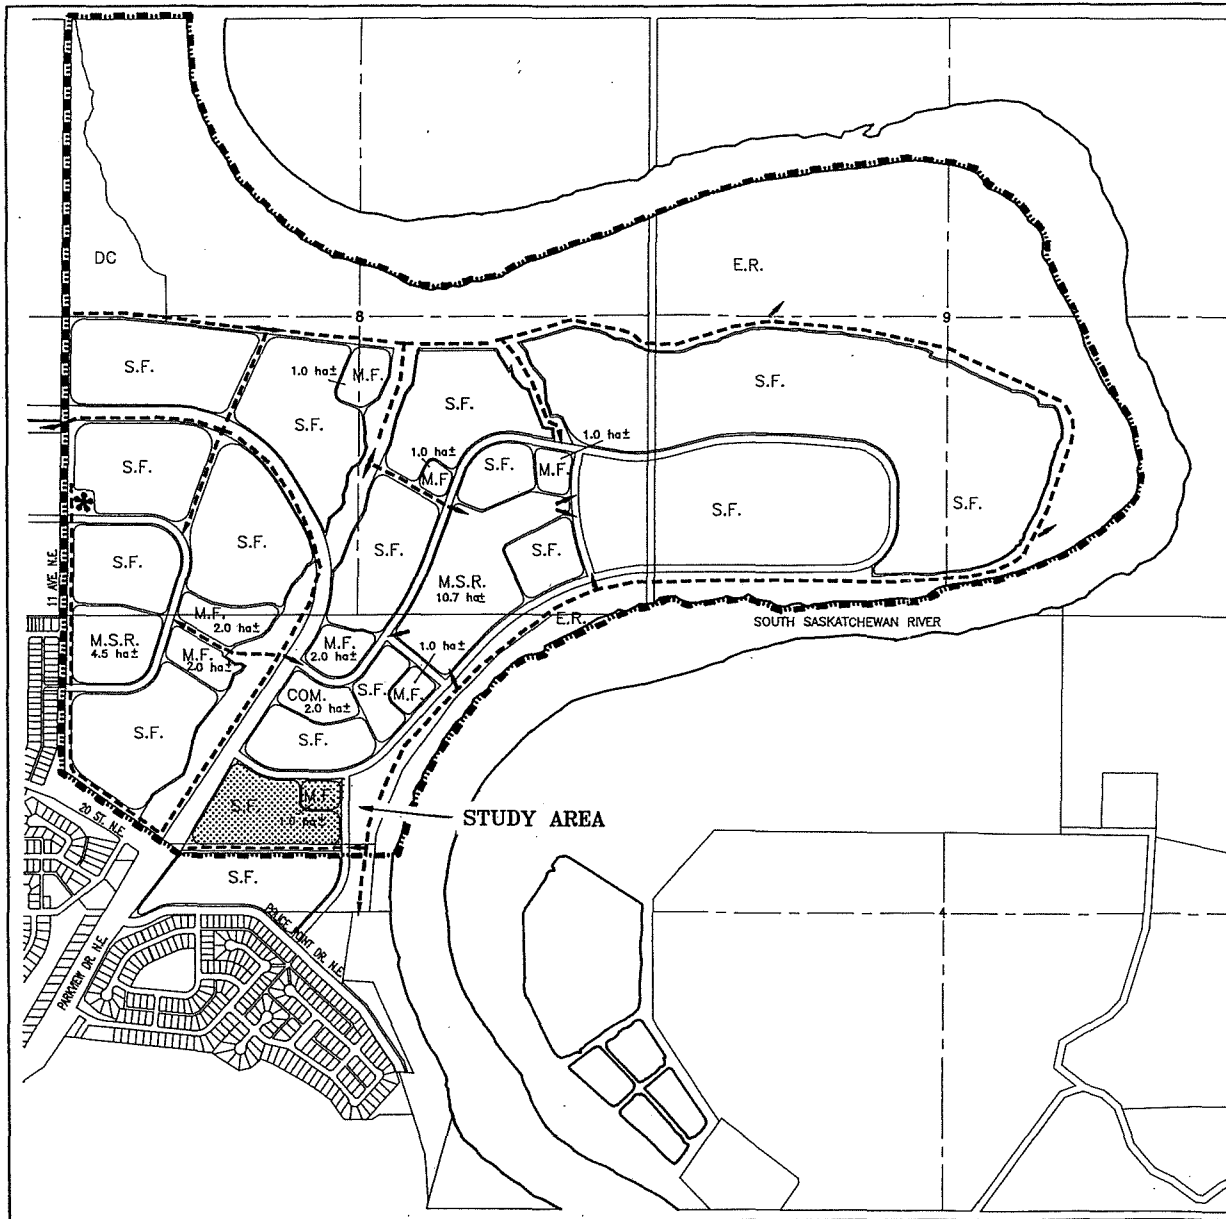 DC
E.R.
8
9
S.F.
1.0 ha±
M.F.
S.F.
S.F.
S.F.
1.0 ha±
M.F.
1.0 ha±
S.F.
M.F.
S.F.
S.F.
S.F.
S.F.
S.F.
S.F.
S.F.
11 AVE N.E.
M.S.R.
10.7 ha±
M.F.
2.0 ha±
E.R.
SOUTH SASKATCHEWAN RIVER
M.S.R.
4.5 ha±
M.F.
2.0 ha±
M.F.
2.0 ha±
1.0 ha±
COM.
2.0 ha±
S.F.
M.F.
S.F.
S.F.
S.F.
M.F.
1.0 ha±
STUDY AREA
20 ST. N.E.
S.F.
POLICE POINT DR. N.E.
PARKVIEW DR. N.E.
4